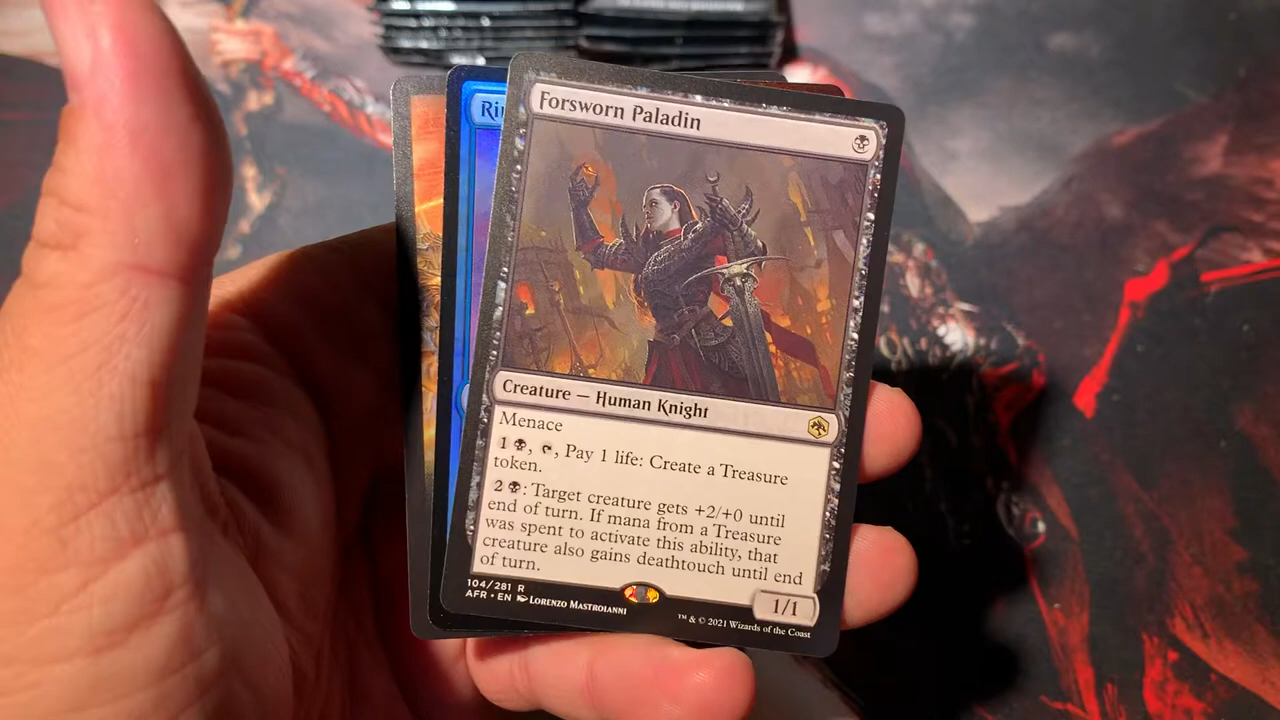 Forsworn Paladin
Creature — Human Knight
Menace
1 , , Pay 1 life: Create a Treasure
token.
2 : Target creature gets +2/+0 until
end of turn. If mana from a Treasure
was spent to activate this ability, that
creature also gains deathtouch until end
of turn.
104/281 R
AFR • EN Lorenzo Mastroianni
1/1
™ & © 2021 Wizards of the Coast